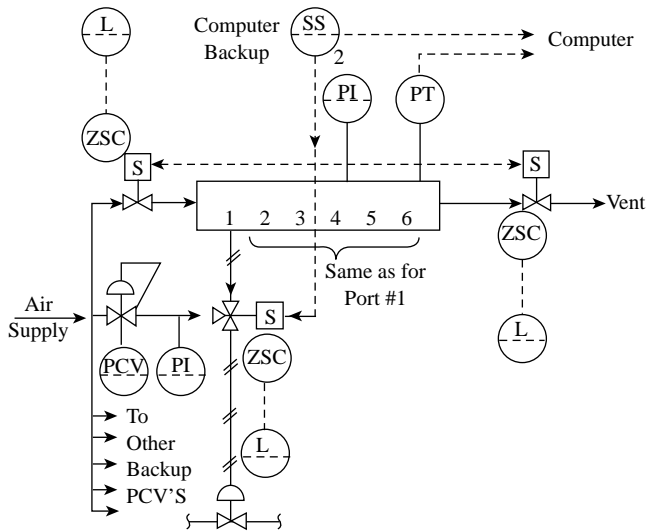 L
Computer
Backup
SS
2
Computer
PI
PT
ZSC
S
S
1 2 3 4 5 6
Vent
ZSC
Same as for
Port #1
Air
Supply
S
PCV
PI
ZSC
L
To
Other
Backup
PCV'S
L